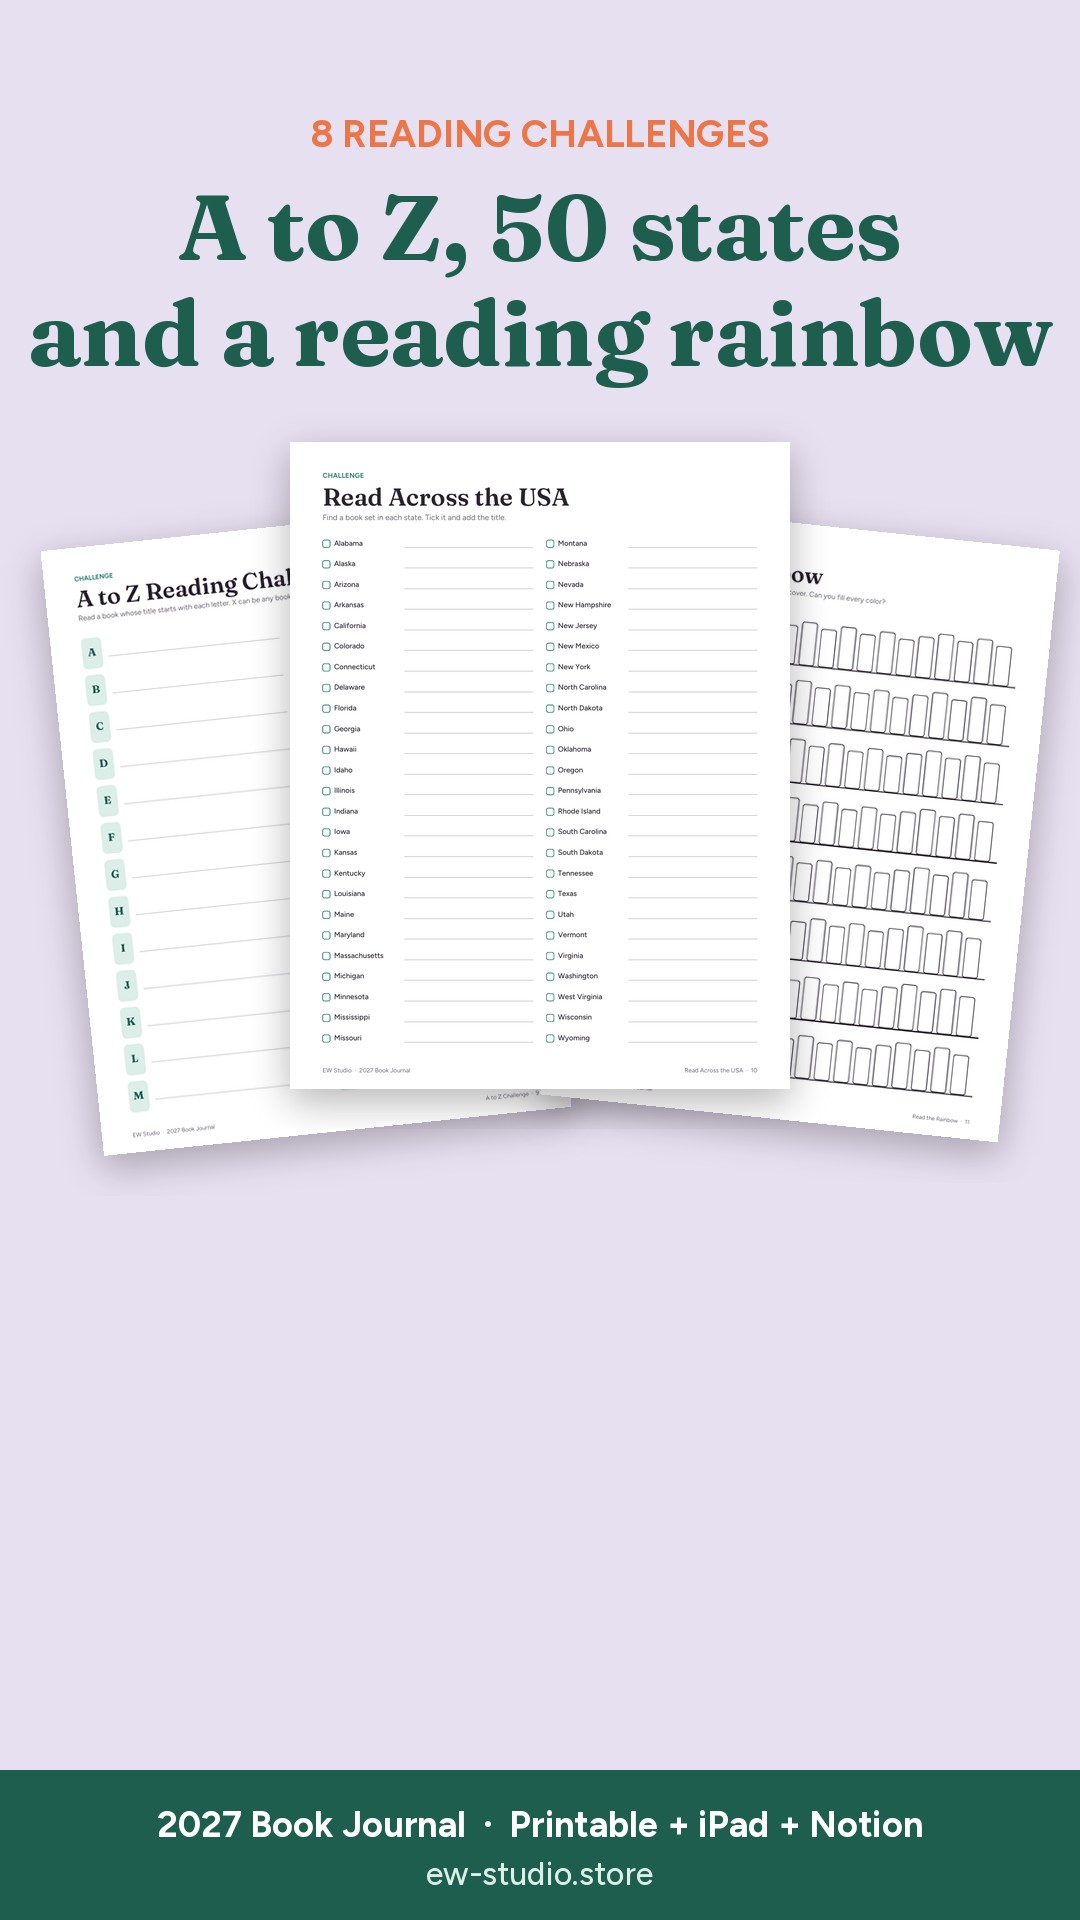 8 READING CHALLENGES
A to Z, 50 states
and a reading rainbow
CHALLENGE
A to Z Reading Chal
Read a book whose title starts with each letter. X can be any book
A
B
C
D
E
F
G
H
I
J
K
L
M
EW Studio · 2027 Book Journal
A to Z Challenge
CHALLENGE
Read Across the USA
Find a book set in each state. Tick it and add the title.
Alabama
Alaska
Arizona
Arkansas
California
Colorado
Connecticut
Delaware
Florida
Georgia
Hawaii
Idaho
Illinois
Indiana
Iowa
Kansas
Kentucky
Louisiana
Maine
Maryland
Massachusetts
Michigan
Minnesota
Mississippi
Missouri
Montana
Nebraska
Nevada
New Hampshire
New Jersey
New Mexico
New York
North Carolina
North Dakota
Ohio
Oklahoma
Oregon
Pennsylvania
Rhode Island
South Carolina
South Dakota
Tennessee
Texas
Utah
Vermont
Virginia
Washington
West Virginia
Wisconsin
Wyoming
EW Studio · 2027 Book Journal
Read Across the USA · 10
ow
cover. Can you fill every color?
Read the Rainbow · 11
2027 Book Journal · Printable + iPad + Notion
ew-studio.store